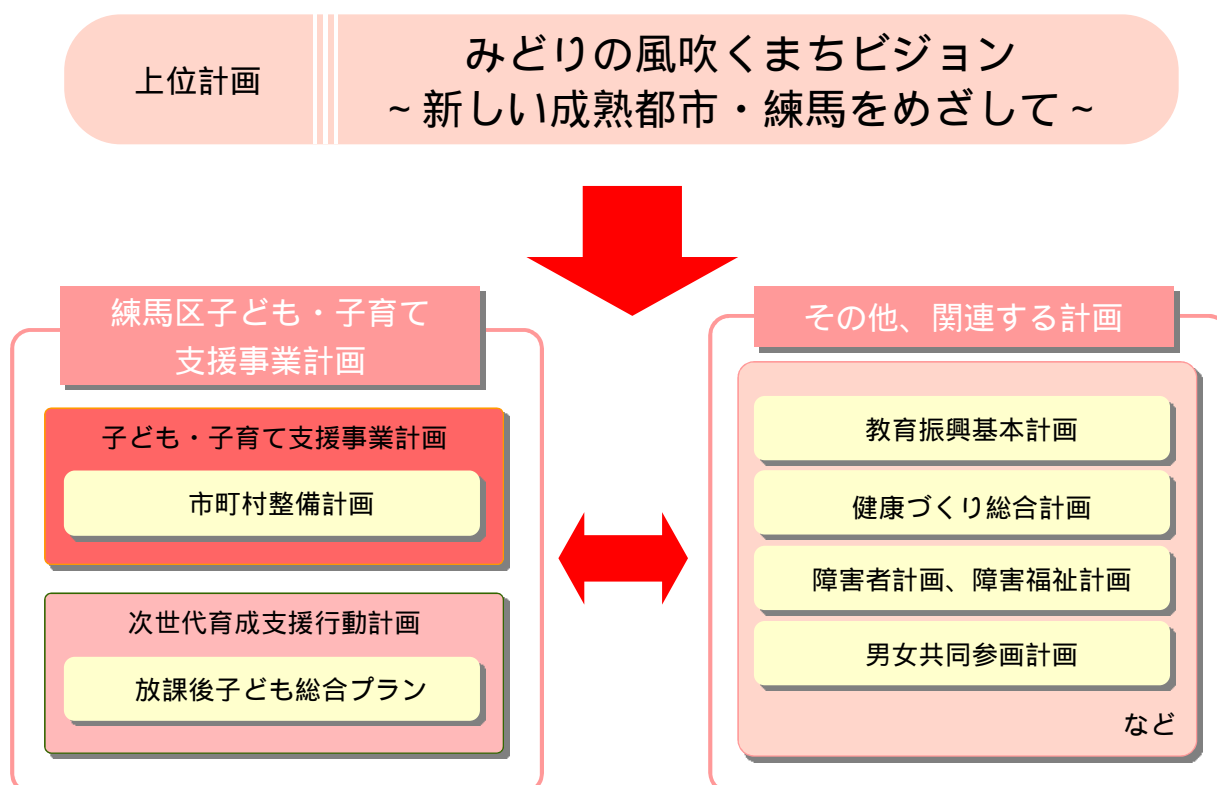 上位計画
みどりの風吹くまちビジョン
~新しい成熟都市・練馬をめざして~
練馬区子ども・子育て
支援事業計画
子ども・子育て支援事業計画
市町村整備計画
次世代育成支援行動計画
放課後子ども総合プラン
その他、関連する計画
教育振興基本計画
健康づくり総合計画
障害者計画、障害福祉計画
男女共同参画計画
など